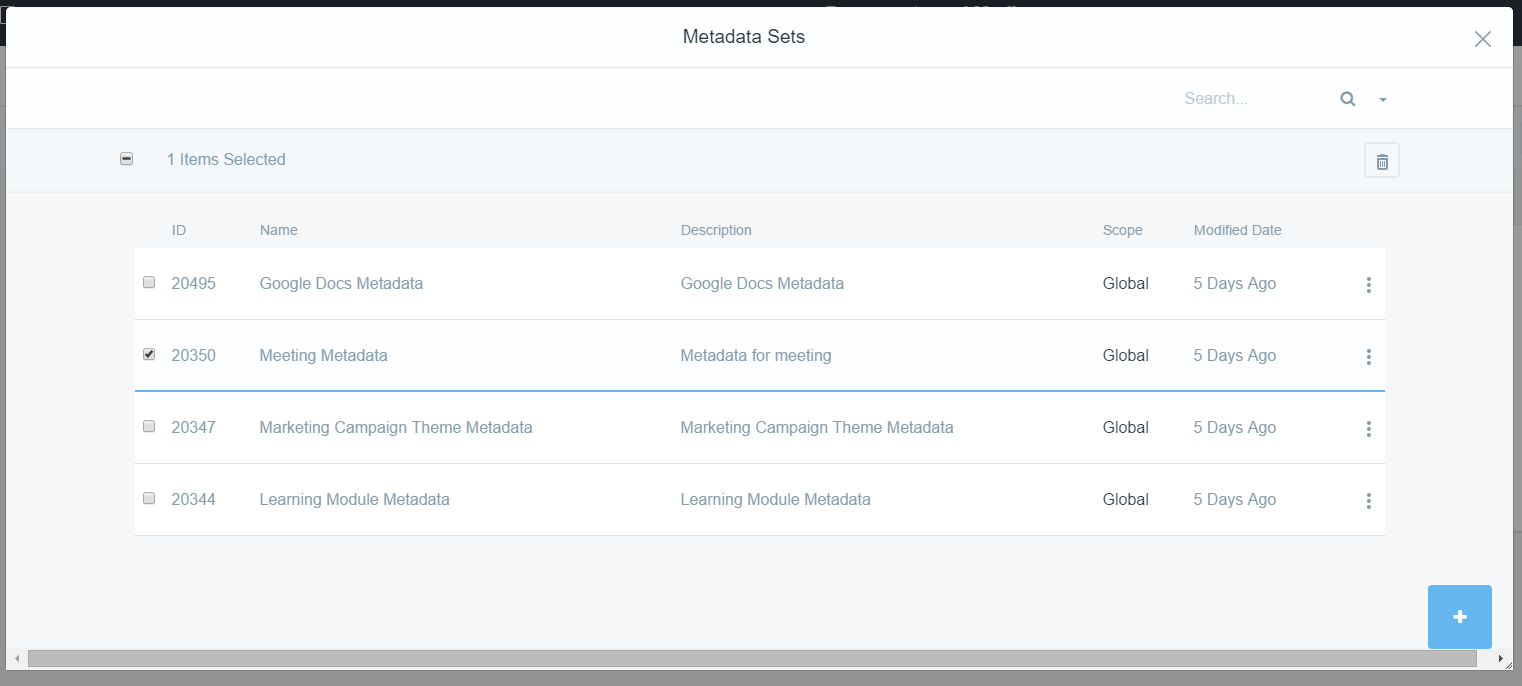 Metadata Sets
Search...
1 Items Selected
ID Name Description Scope Modified Date
20495 Google Docs Metadata Google Docs Metadata Global 5 Days Ago
20350 Meeting Metadata Metadata for meeting Global 5 Days Ago
20347 Marketing Campaign Theme Metadata Marketing Campaign Theme Metadata Global 5 Days Ago
20344 Learning Module Metadata Learning Module Metadata Global 5 Days Ago